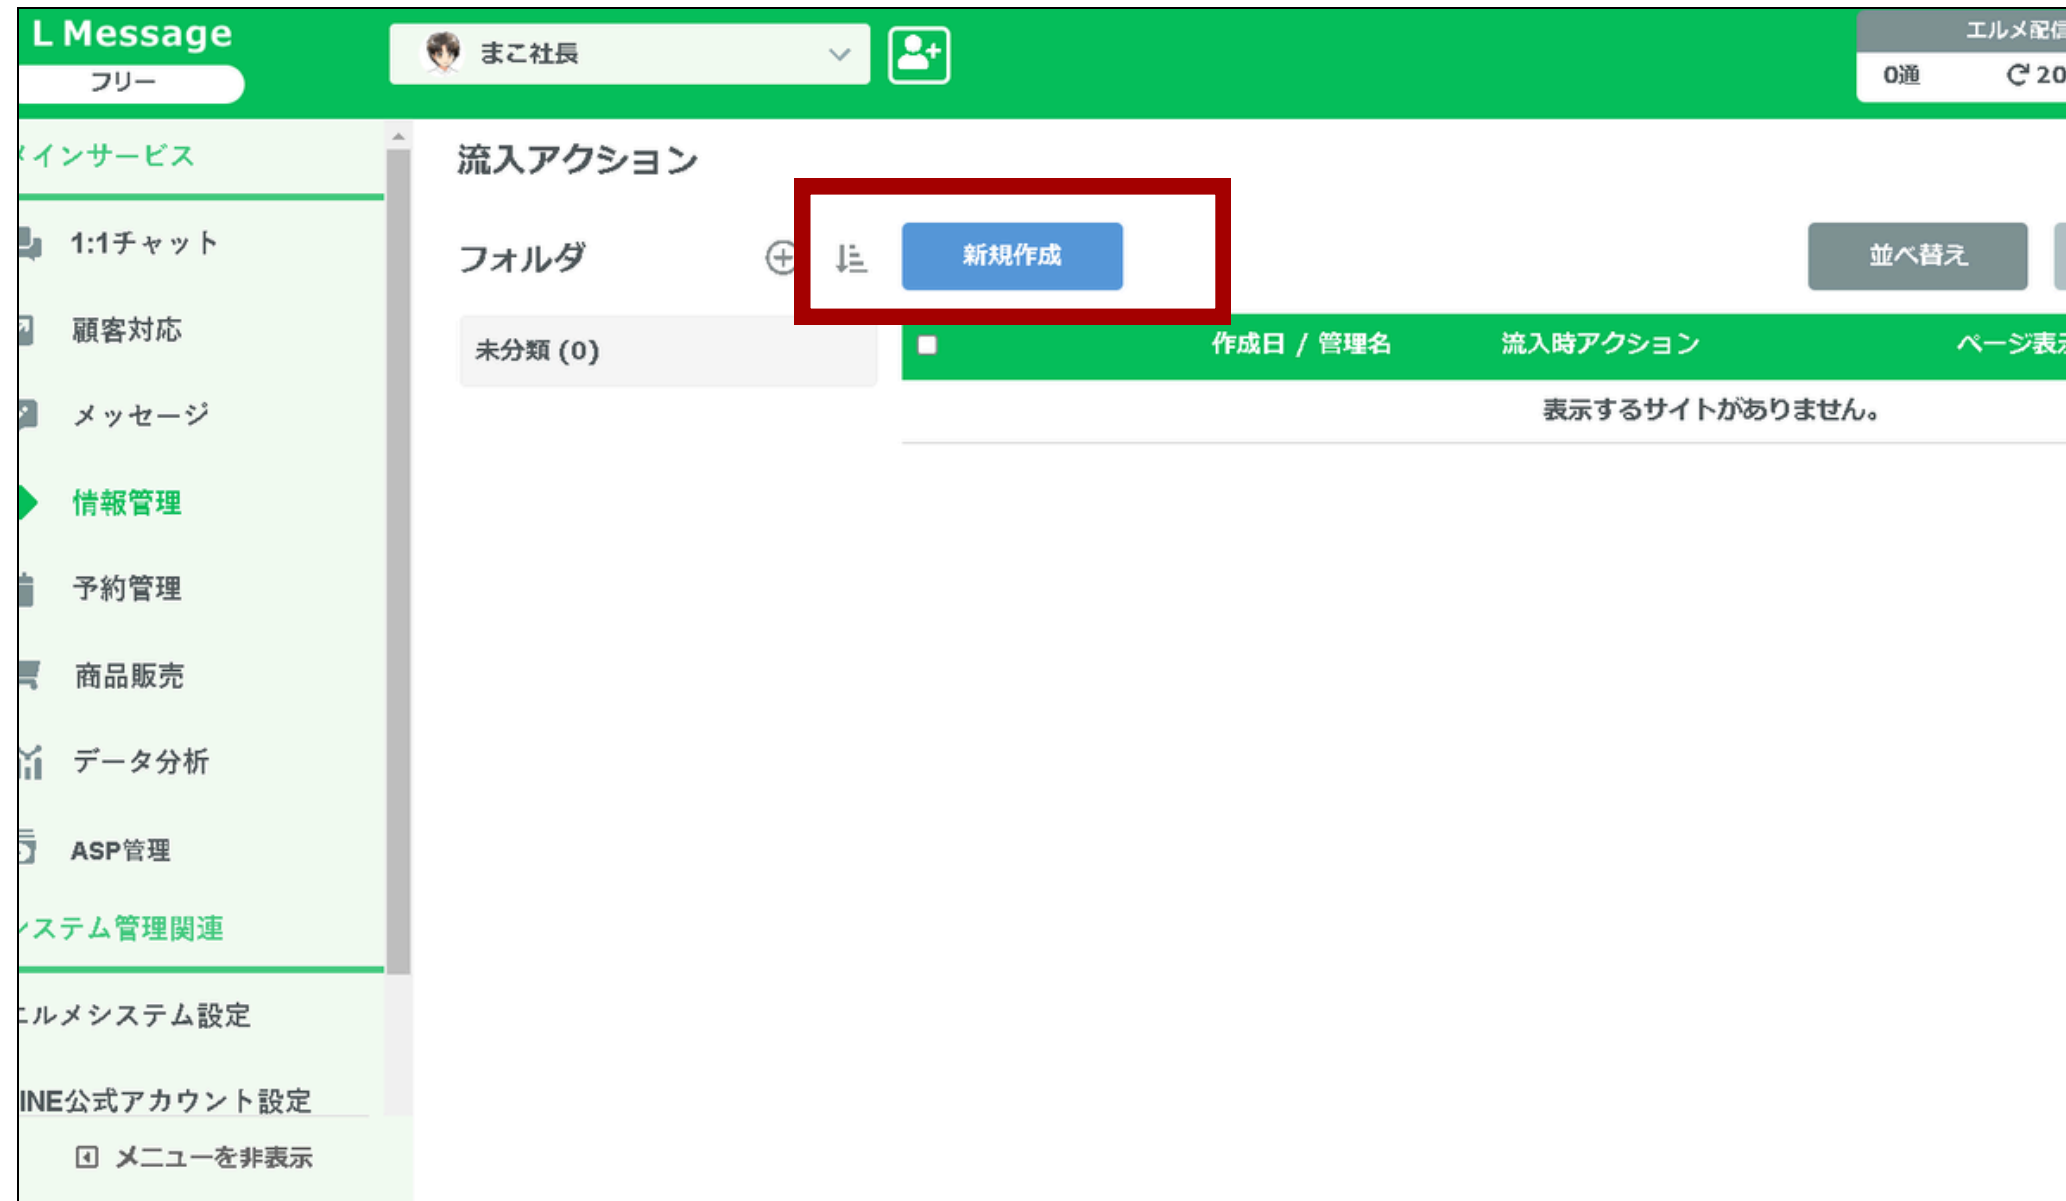 L Message
フリー
まこ社長
エルメ配信
0通
20
メインサービス
1:1チャット
顧客対応
メッセージ
情報管理
予約管理
商品販売
データ分析
ASP管理
システム管理関連
エルメシステム設定
INE公式アカウント設定
メニューを非表示
流入アクション
フォルダ
新規作成
並べ替え
未分類 (0)
作成日 / 管理名
流入時アクション
ページ表示
表示するサイトがありません。